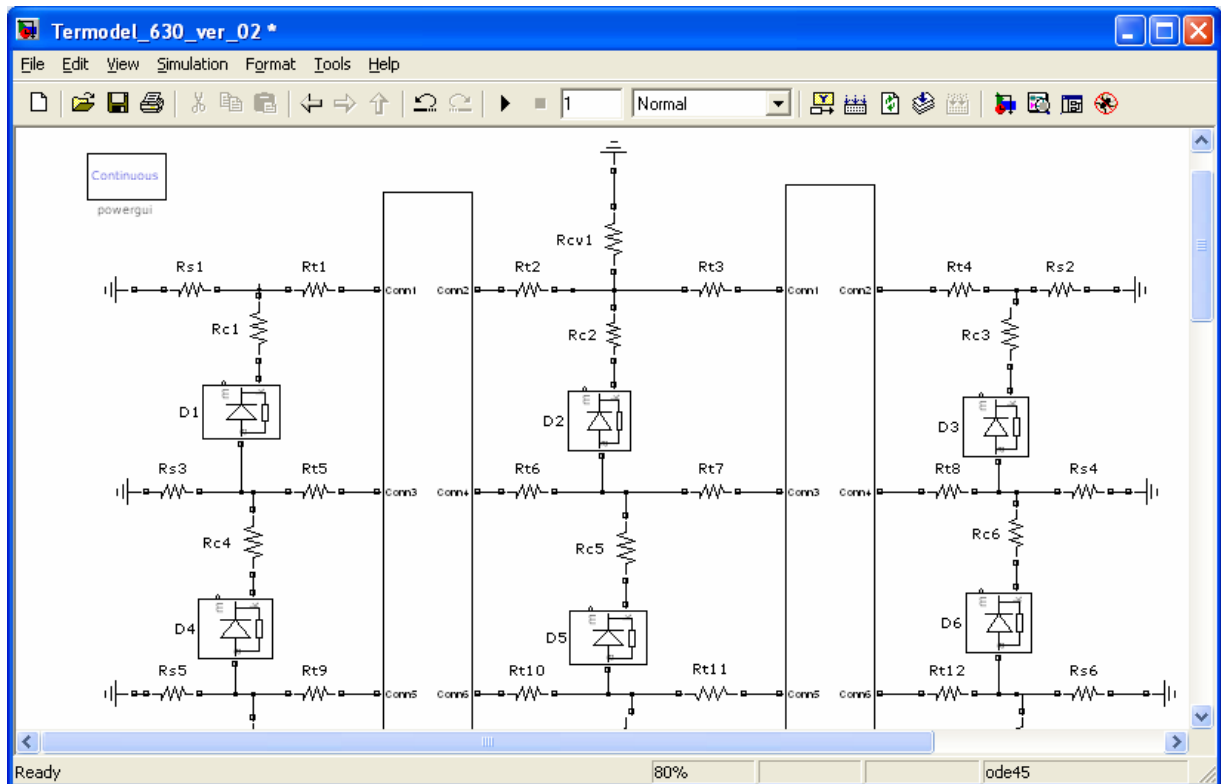 Termodel_630_ver_02 *
File Edit View Simulation Format Tools Help
1 Normal
Continuous
powergui
Rcv1
Rs1 Rt1 Rt2 Rt3 Rt4 Rs2
Conn1 Conn2 Conn1 Conn2
Rc1 Rc2 Rc3
m k m k m k
D1 D2 D3
Rs3 Rt5 Rt6 Rt7 Rt8 Rs4
Conn3 Conn4 Conn3 Conn4
Rc4 Rc5 Rc6
m k m k m k
D4 D5 D6
Rs5 Rt9 Rt10 Rt11 Rt12 Rs6
Conn5 Conn6 Conn5 Conn6
Ready 80% ode45